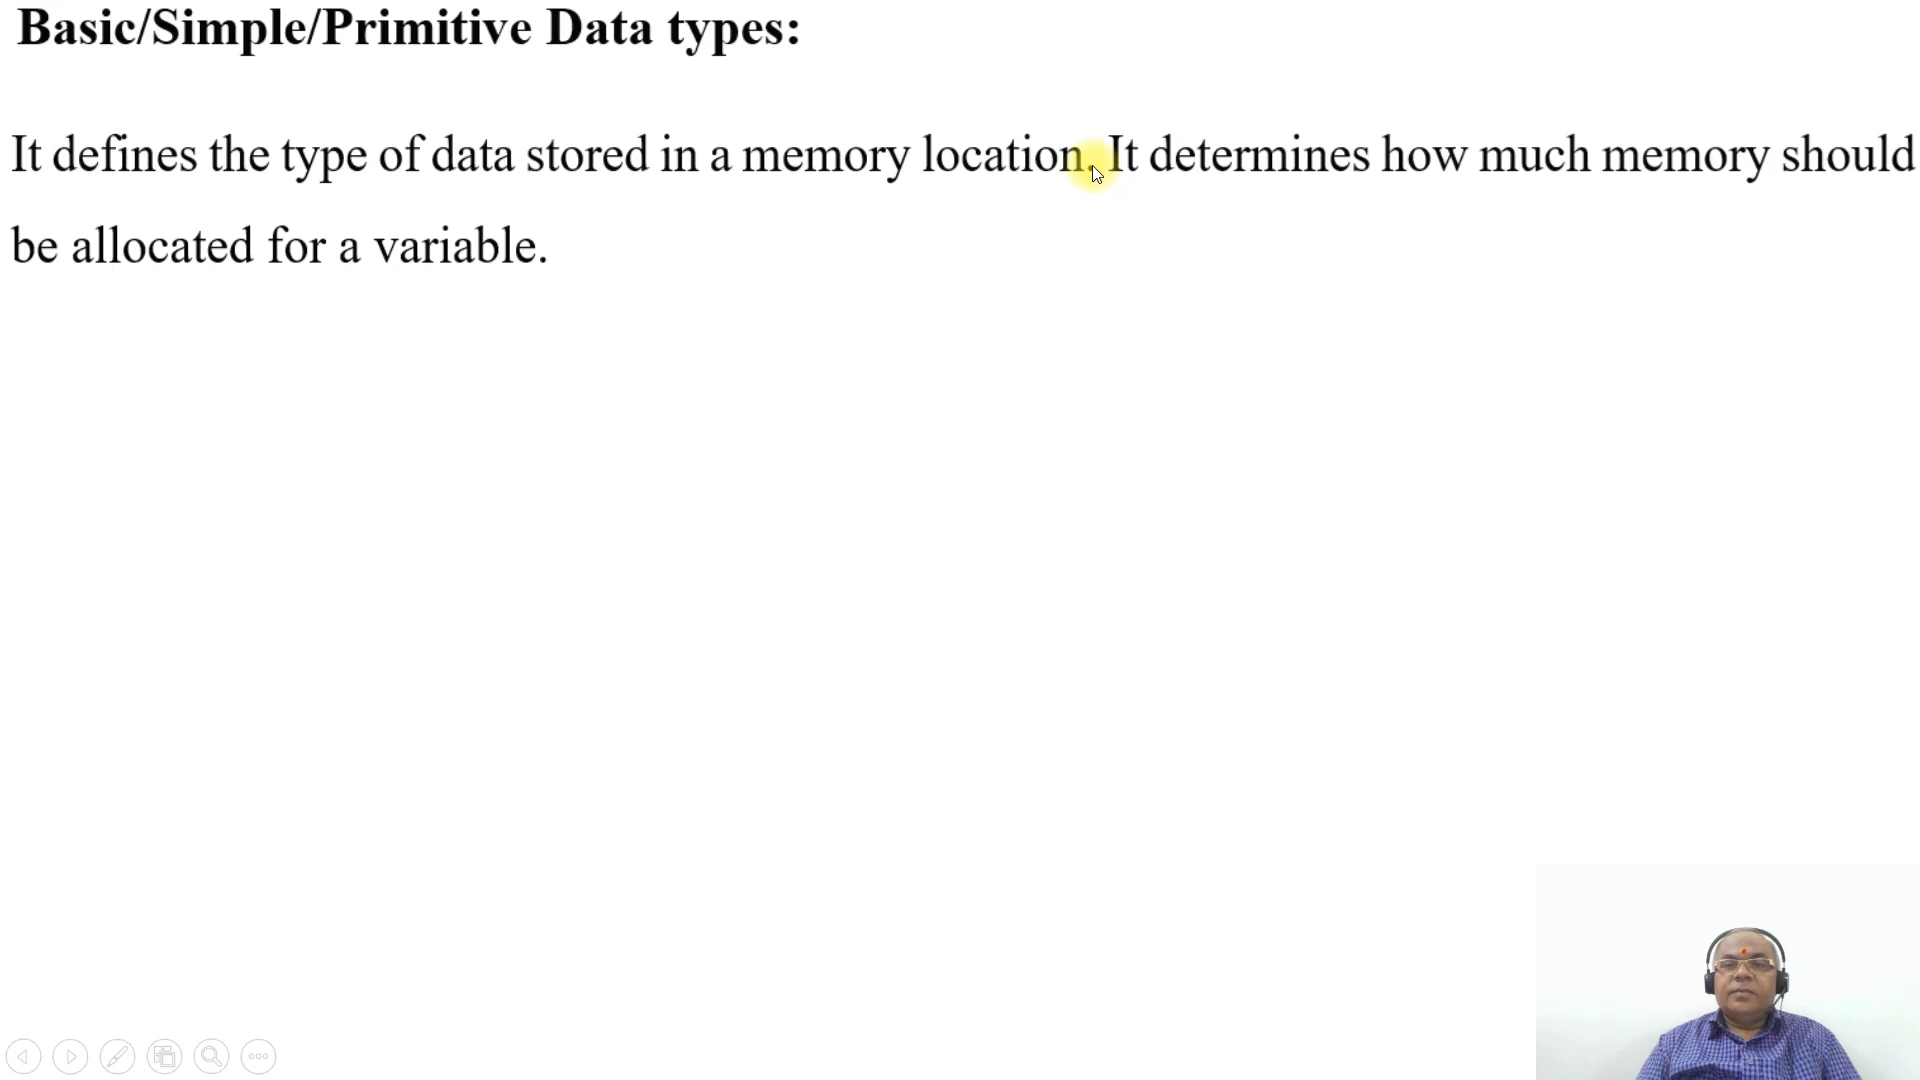 Basic/Simple/Primitive Data types:
It defines the type of data stored in a memory location. It determines how much memory should
be allocated for a variable.